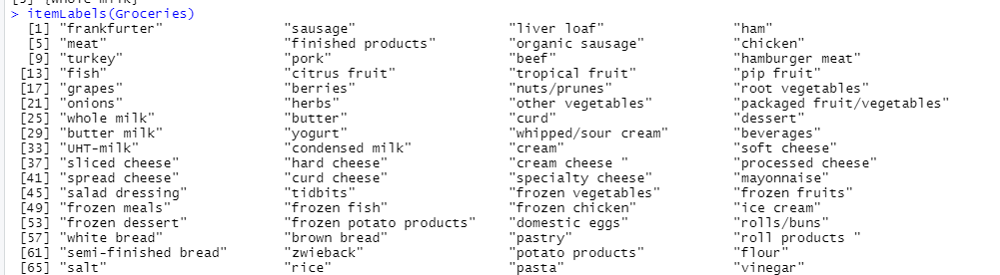 [5] {whole milk}
> itemLabels(Groceries)
[1] "frankfurter" "sausage" "liver loaf" "ham"
[5] "meat" "finished products" "organic sausage" "chicken"
[9] "turkey" "pork" "beef" "hamburger meat"
[13] "fish" "citrus fruit" "tropical fruit" "pip fruit"
[17] "grapes" "berries" "nuts/prunes" "root vegetables"
[21] "onions" "herbs" "other vegetables" "packaged fruit/vegetables"
[25] "whole milk" "butter" "curd" "dessert"
[29] "butter milk" "yogurt" "whipped/sour cream" "beverages"
[33] "UHT-milk" "condensed milk" "cream" "soft cheese"
[37] "sliced cheese" "hard cheese" "cream cheese " "processed cheese"
[41] "spread cheese" "curd cheese" "specialty cheese" "mayonnaise"
[45] "salad dressing" "tidbits" "frozen vegetables" "frozen fruits"
[49] "frozen meals" "frozen fish" "frozen chicken" "ice cream"
[53] "frozen dessert" "frozen potato products" "domestic eggs" "rolls/buns"
[57] "white bread" "brown bread" "pastry" "roll products "
[61] "semi-finished bread" "zwieback" "potato products" "flour"
[65] "salt" "rice" "pasta" "vinegar"